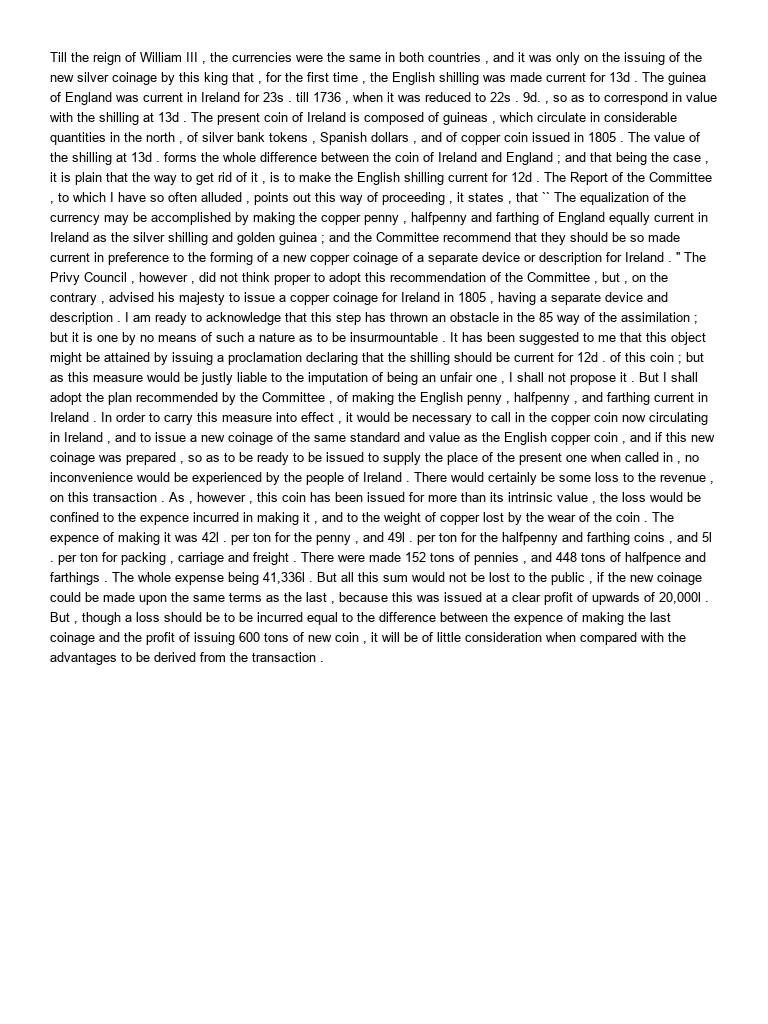 Till the reign of William III , the currencies were the same in both countries , and it was only on the issuing of the
new silver coinage by this king that , for the first time , the English shilling was made current for 13d . The guinea
of England was current in Ireland for 23s . till 1736 , when it was reduced to 22s . 9d. , so as to correspond in value
with the shilling at 13d . The present coin of Ireland is composed of guineas , which circulate in considerable
quantities in the north , of silver bank tokens , Spanish dollars , and of copper coin issued in 1805 . The value of
the shilling at 13d . forms the whole difference between the coin of Ireland and England ; and that being the case ,
it is plain that the way to get rid of it , is to make the English shilling current for 12d . The Report of the Committee
, to which I have so often alluded , points out this way of proceeding , it states , that `` The equalization of the
currency may be accomplished by making the copper penny , halfpenny and farthing of England equally current in
Ireland as the silver shilling and golden guinea ; and the Committee recommend that they should be so made
current in preference to the forming of a new copper coinage of a separate device or description for Ireland . " The
Privy Council , however , did not think proper to adopt this recommendation of the Committee , but , on the
contrary , advised his majesty to issue a copper coinage for Ireland in 1805 , having a separate device and
description . I am ready to acknowledge that this step has thrown an obstacle in the 85 way of the assimilation ;
but it is one by no means of such a nature as to be insurmountable . It has been suggested to me that this object
might be attained by issuing a proclamation declaring that the shilling should be current for 12d . of this coin ; but
as this measure would be justly liable to the imputation of being an unfair one , I shall not propose it . But I shall
adopt the plan recommended by the Committee , of making the English penny , halfpenny , and farthing current in
Ireland . In order to carry this measure into effect , it would be necessary to call in the copper coin now circulating
in Ireland , and to issue a new coinage of the same standard and value as the English copper coin , and if this new
coinage was prepared , so as to be ready to be issued to supply the place of the present one when called in , no
inconvenience would be experienced by the people of Ireland . There would certainly be some loss to the revenue ,
on this transaction . As , however , this coin has been issued for more than its intrinsic value , the loss would be
confined to the expence incurred in making it , and to the weight of copper lost by the wear of the coin . The
expence of making it was 42l . per ton for the penny , and 49l . per ton for the halfpenny and farthing coins , and 5l
. per ton for packing , carriage and freight . There were made 152 tons of pennies , and 448 tons of halfpence and
farthings . The whole expense being 41,336l . But all this sum would not be lost to the public , if the new coinage
could be made upon the same terms as the last , because this was issued at a clear profit of upwards of 20,000l .
But , though a loss should be to be incurred equal to the difference between the expence of making the last
coinage and the profit of issuing 600 tons of new coin , it will be of little consideration when compared with the
advantages to be derived from the transaction .